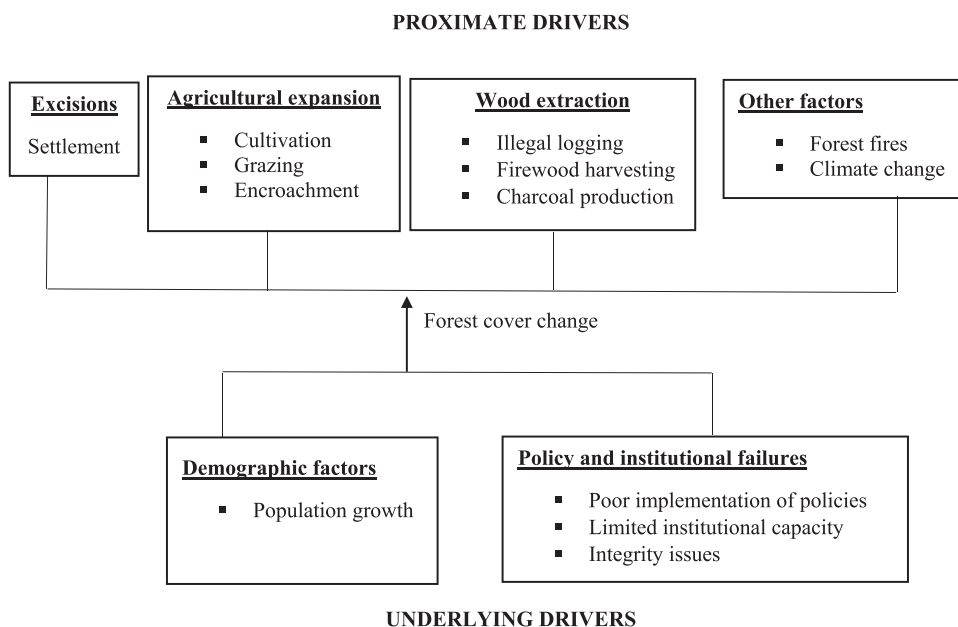 PROXIMATE DRIVERS
Excisions
Settlement
Agricultural expansion
▪ Cultivation
▪ Grazing
▪ Encroachment
Wood extraction
▪ Illegal logging
▪ Firewood harvesting
▪ Charcoal production
Other factors
▪ Forest fires
▪ Climate change
Forest cover change
Demographic factors
▪ Population growth
Policy and institutional failures
▪ Poor implementation of policies
▪ Limited institutional capacity
▪ Integrity issues
UNDERLYING DRIVERS